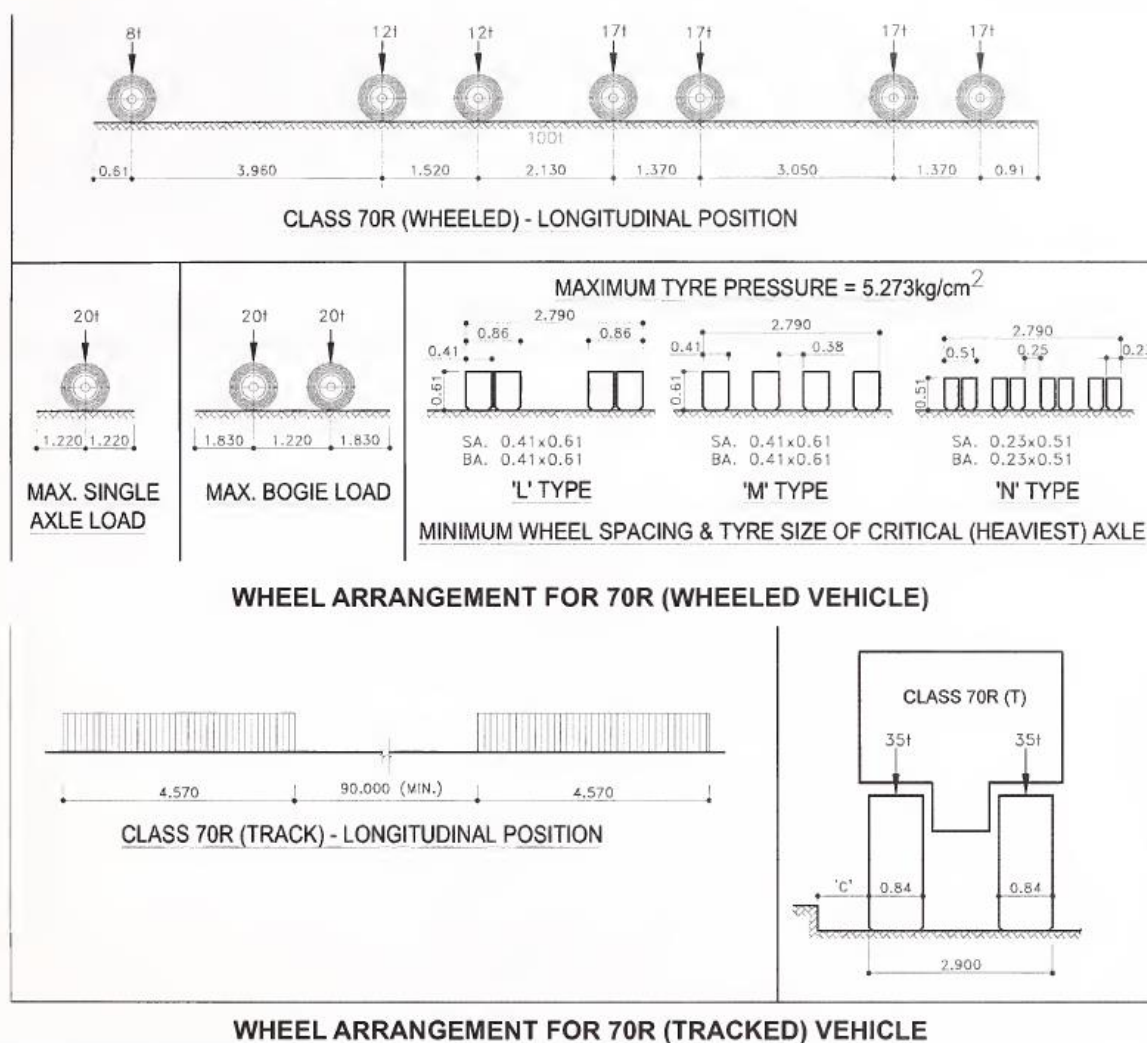 8t 12t 12t 17t 17t 17t 17t
100t
0.61 3.960 1.520 2.130 1.370 3.050 1.370 0.91
CLASS 70R (WHEELED) - LONGITUDINAL POSITION
20t
1.220 1.220
MAX. SINGLE
AXLE LOAD
20t 20t
1.830 1.220 1.830
MAX. BOGIE LOAD
MAXIMUM TYRE PRESSURE = 5.273kg/cm2
2.790
0.86 0.86
0.41
0.61
SA. 0.41x0.61
BA. 0.41x0.61
'L' TYPE
2.790
0.41 0.38
0.61
SA. 0.41x0.61
BA. 0.41x0.61
'M' TYPE
2.790
0.51 0.25 0.23
0.51
SA. 0.23x0.51
BA. 0.23x0.51
'N' TYPE
MINIMUM WHEEL SPACING & TYRE SIZE OF CRITICAL (HEAVIEST) AXLE
WHEEL ARRANGEMENT FOR 70R (WHEELED VEHICLE)
4.570 90.000 (MIN.) 4.570
CLASS 70R (TRACK) - LONGITUDINAL POSITION
CLASS 70R (T)
35t 35t
'C' 0.84 0.84
2.900
WHEEL ARRANGEMENT FOR 70R (TRACKED) VEHICLE